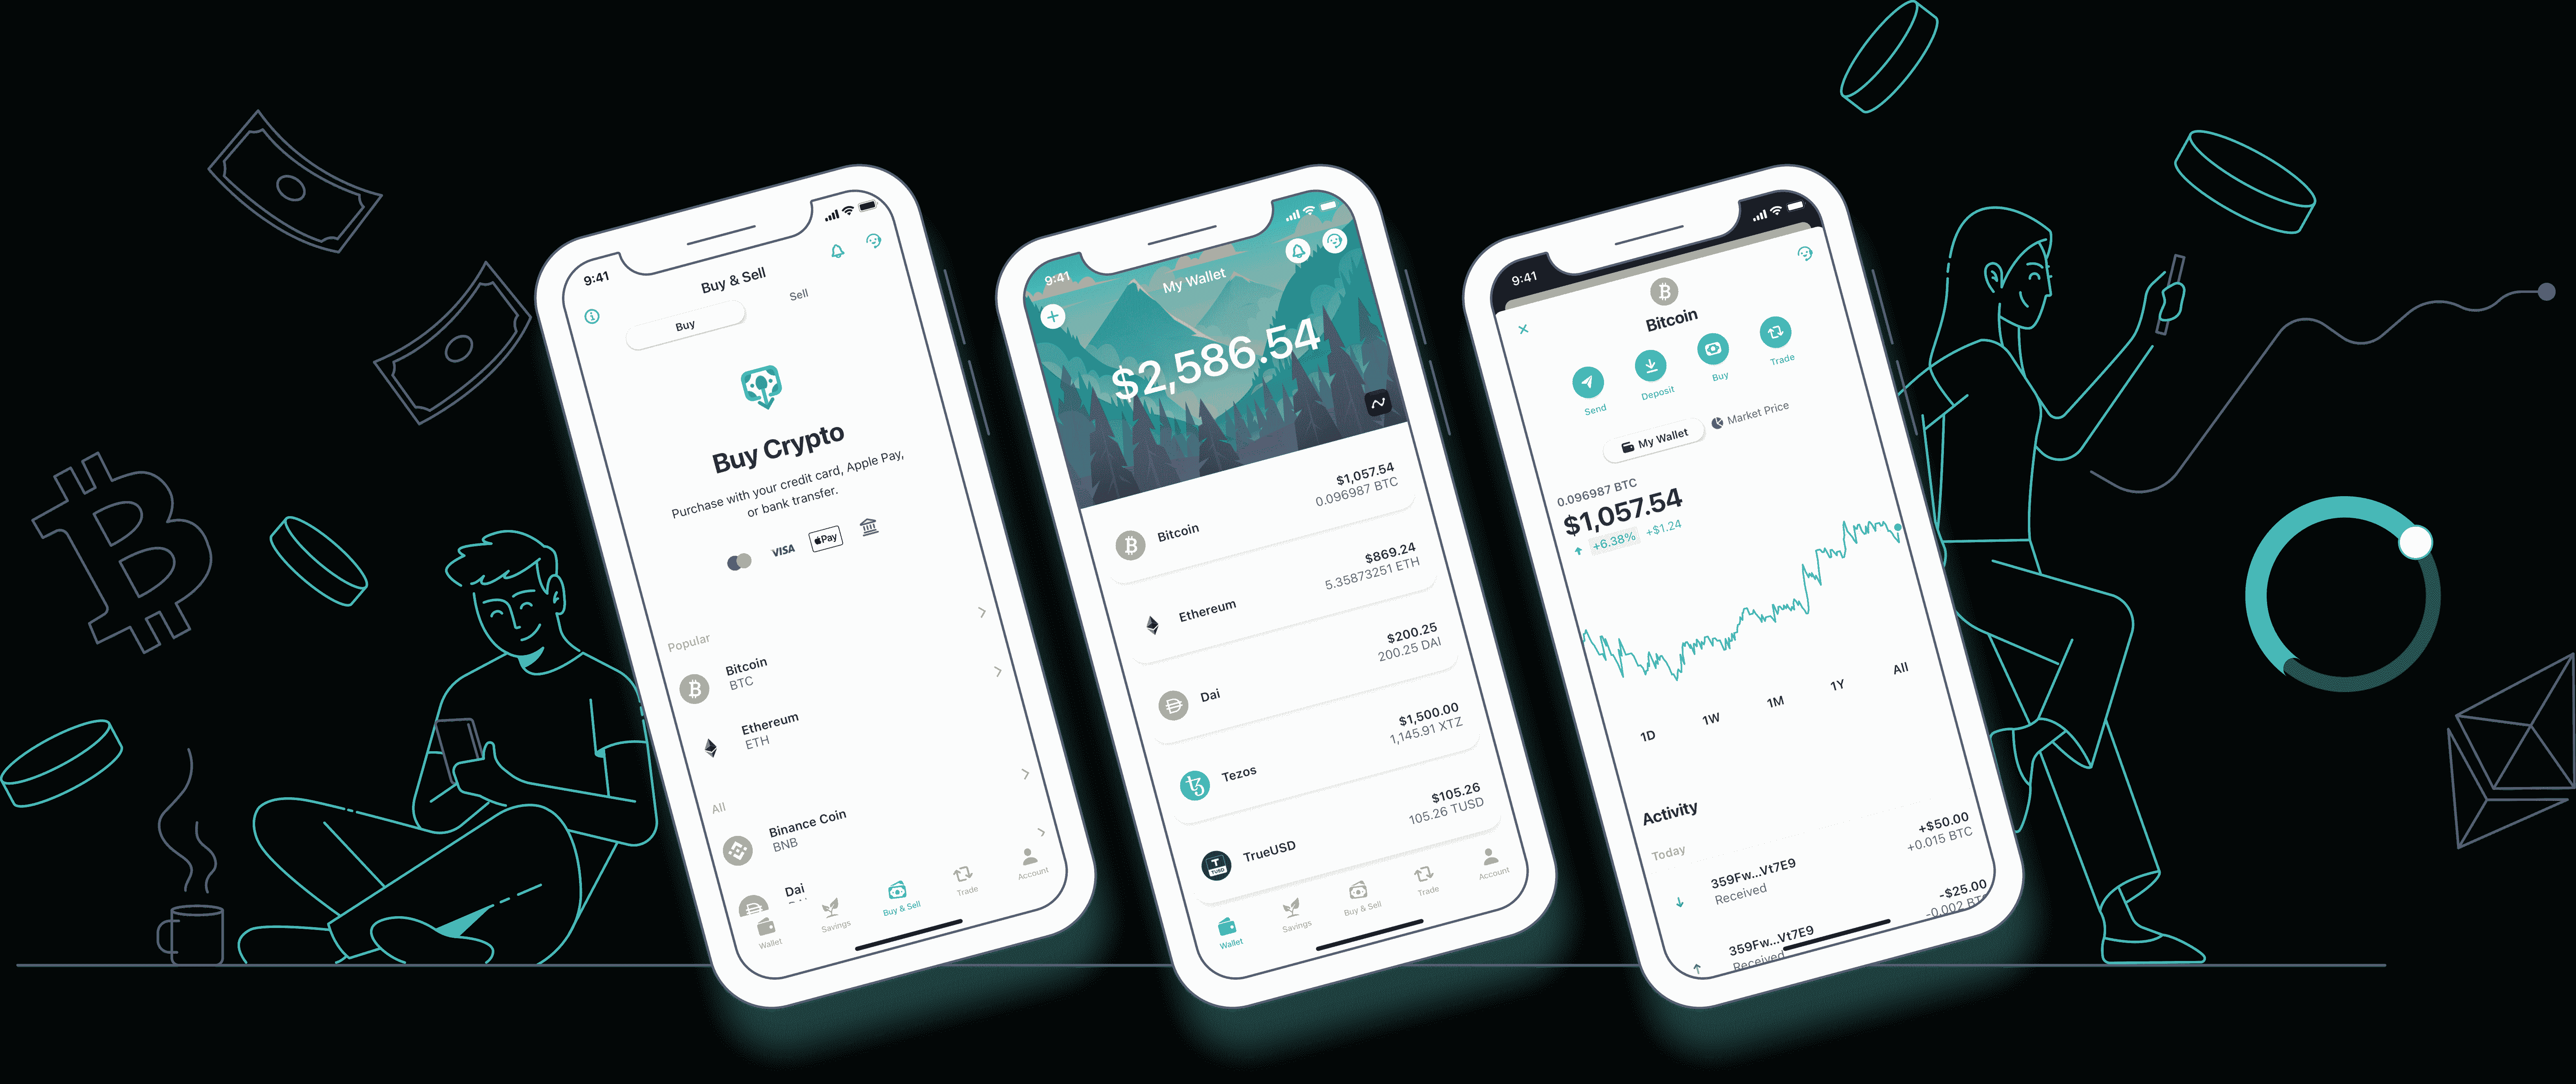 9:41
Buy & Sell
Buy
Sell
Buy Crypto
Purchase with your credit card, Apple Pay,
or bank transfer.
VISA
Pay
Popular
Bitcoin
BTC
Ethereum
ETH
All
Binance Coin
BNB
Dai
Wallet
Savings
Buy & Sell
Trade
Account
9:41
My Wallet
$2,586.54
Bitcoin
$1,057.54
0.096987 BTC
Ethereum
$869.24
5.35873251 ETH
Dai
$200.25
200.25 DAI
Tezos
$1,500.00
1,145.91 XTZ
TrueUSD
$105.26
105.26 TUSD
Wallet
Savings
Buy & Sell
Trade
Account
9:41
Bitcoin
Send
Deposit
Buy
Trade
My Wallet
Market Price
0.096987 BTC
$1,057.54
+6.38% +$1.24
1D
1W
1M
1Y
All
Activity
Today
359Fw...Vt7E9
Received
+$50.00
+0.015 BTC
359Fw...Vt7E9
Received
-$25.00
-0.002 BTC